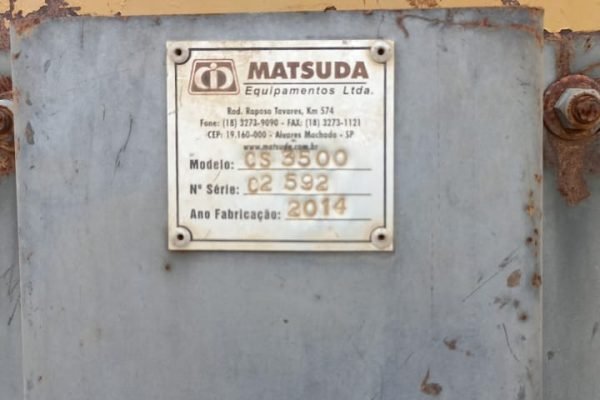 MATSUDA
Equipamentos Ltda.
Rod. Raposo Tavares, Km 574
Fone: (18) 3273-9090 - FAX: (18) 3273-1121
CEP: 19.160-000 - Alvares Machado - SP
www.matsuda.com.br
Modelo: CS 3500
Nº Série: C2 592
Ano Fabricação: 2014